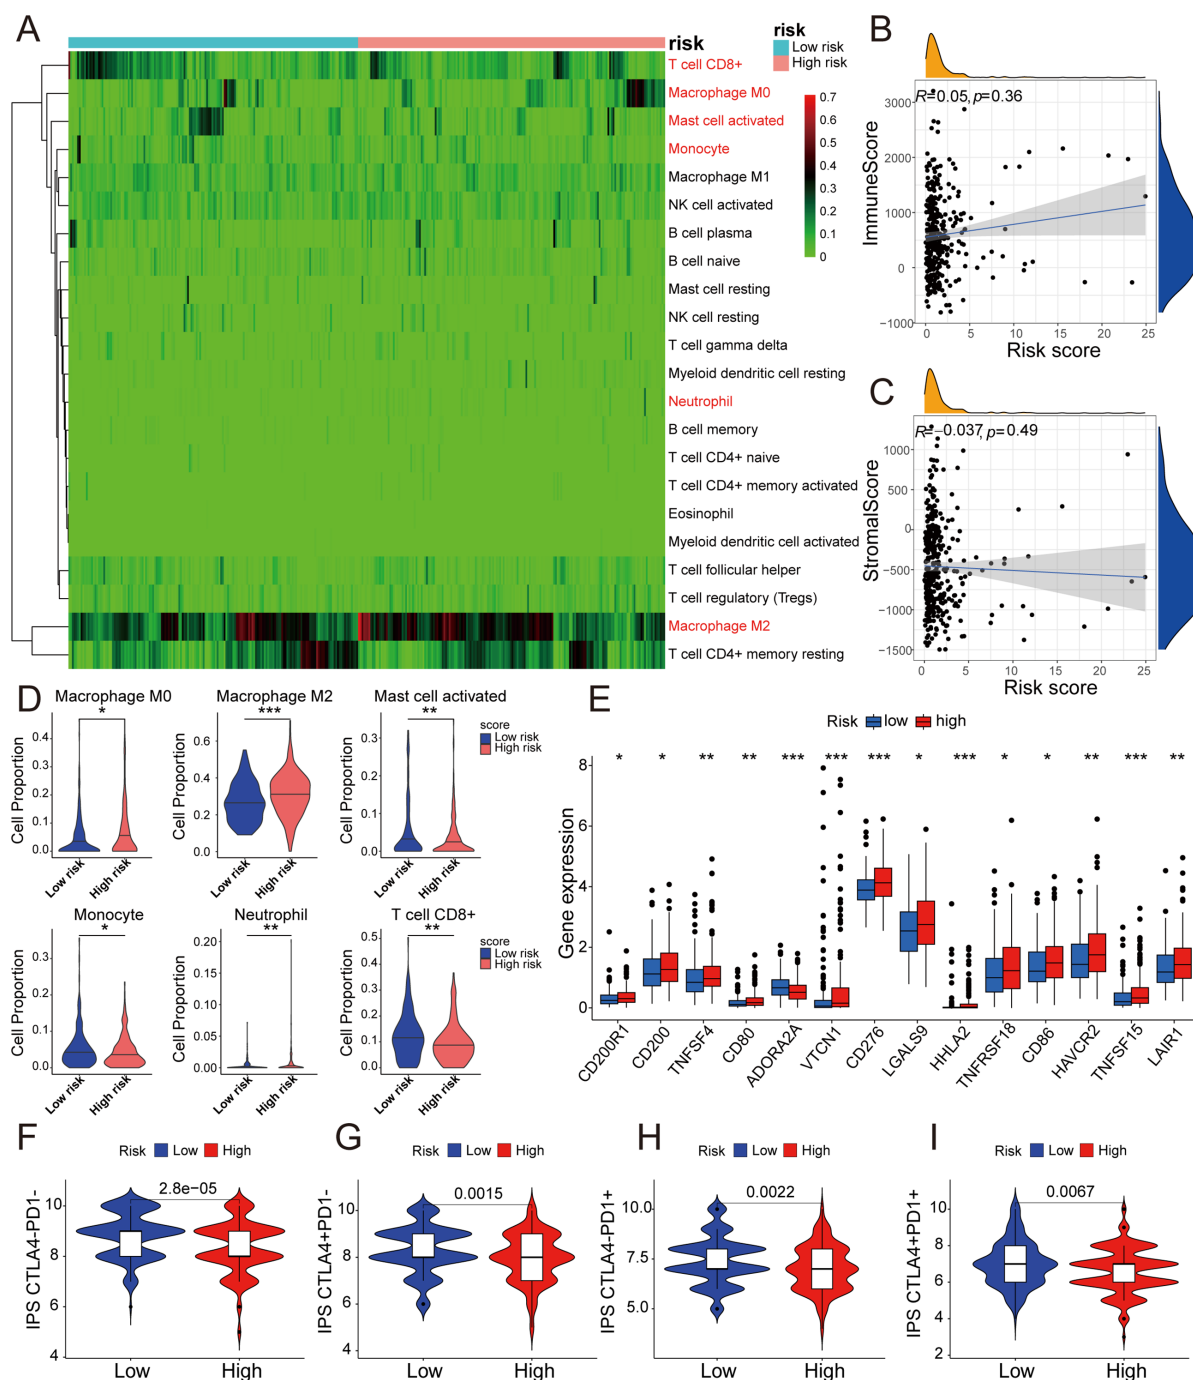 A
risk
risk
Low risk
High risk
T cell CD8+
Macrophage M0
Mast cell activated
Monocyte
Macrophage M1
NK cell activated
B cell plasma
B cell naive
Mast cell resting
NK cell resting
T cell gamma delta
Myeloid dendritic cell resting
Neutrophil
B cell memory
T cell CD4+ naive
T cell CD4+ memory activated
Eosinophil
Myeloid dendritic cell activated
T cell follicular helper
T cell regulatory (Tregs)
Macrophage M2
T cell CD4+ memory resting
0.7
0.6
0.5
0.4
0.3
0.2
0.1
0
B
R=0.05, p=0.36
ImmuneScore
3000
2000
1000
0
−1000
0 5 10 15 20 25
Risk score
C
R=−0.037, p=0.49
StromalScore
1000
500
0
−500
−1000
−1500
0 5 10 15 20 25
Risk score
D
Macrophage M0
*
Cell Proportion
0.4
0.3
0.2
0.1
0.0
Low risk
High risk
Macrophage M2
***
Cell Proportion
0.6
0.4
0.2
0.0
Low risk
High risk
Mast cell activated
**
Cell Proportion
0.3
0.2
0.1
0.0
Low risk
High risk
score
Low risk
High risk
Monocyte
*
Cell Proportion
0.3
0.2
0.1
0.0
Low risk
High risk
Neutrophil
**
Cell Proportion
0.20
0.15
0.10
0.05
0.00
Low risk
High risk
T cell CD8+
**
Cell Proportion
0.5
0.4
0.3
0.2
0.1
0.0
Low risk
High risk
score
Low risk
High risk
E
Risk low high
* * ** ** *** *** *** * *** * * ** *** **
Gene expression
8
6
4
2
0
CD200R1
CD200
TNFSF4
CD80
ADORA2A
VTCN1
CD276
LGALS9
HHLA2
TNFRSF18
CD86
HAVCR2
TNFSF15
LAIR1
F
Risk Low High
2.8e−05
IPS CTLA4-PD1-
10
8
6
4
Low High
G
Risk Low High
0.0015
IPS CTLA4+PD1-
10
8
6
4
Low High
H
Risk Low High
0.0022
IPS CTLA4-PD1+
10.0
7.5
5.0
Low High
I
Risk Low High
0.0067
IPS CTLA4+PD1+
10
8
6
4
2
Low High